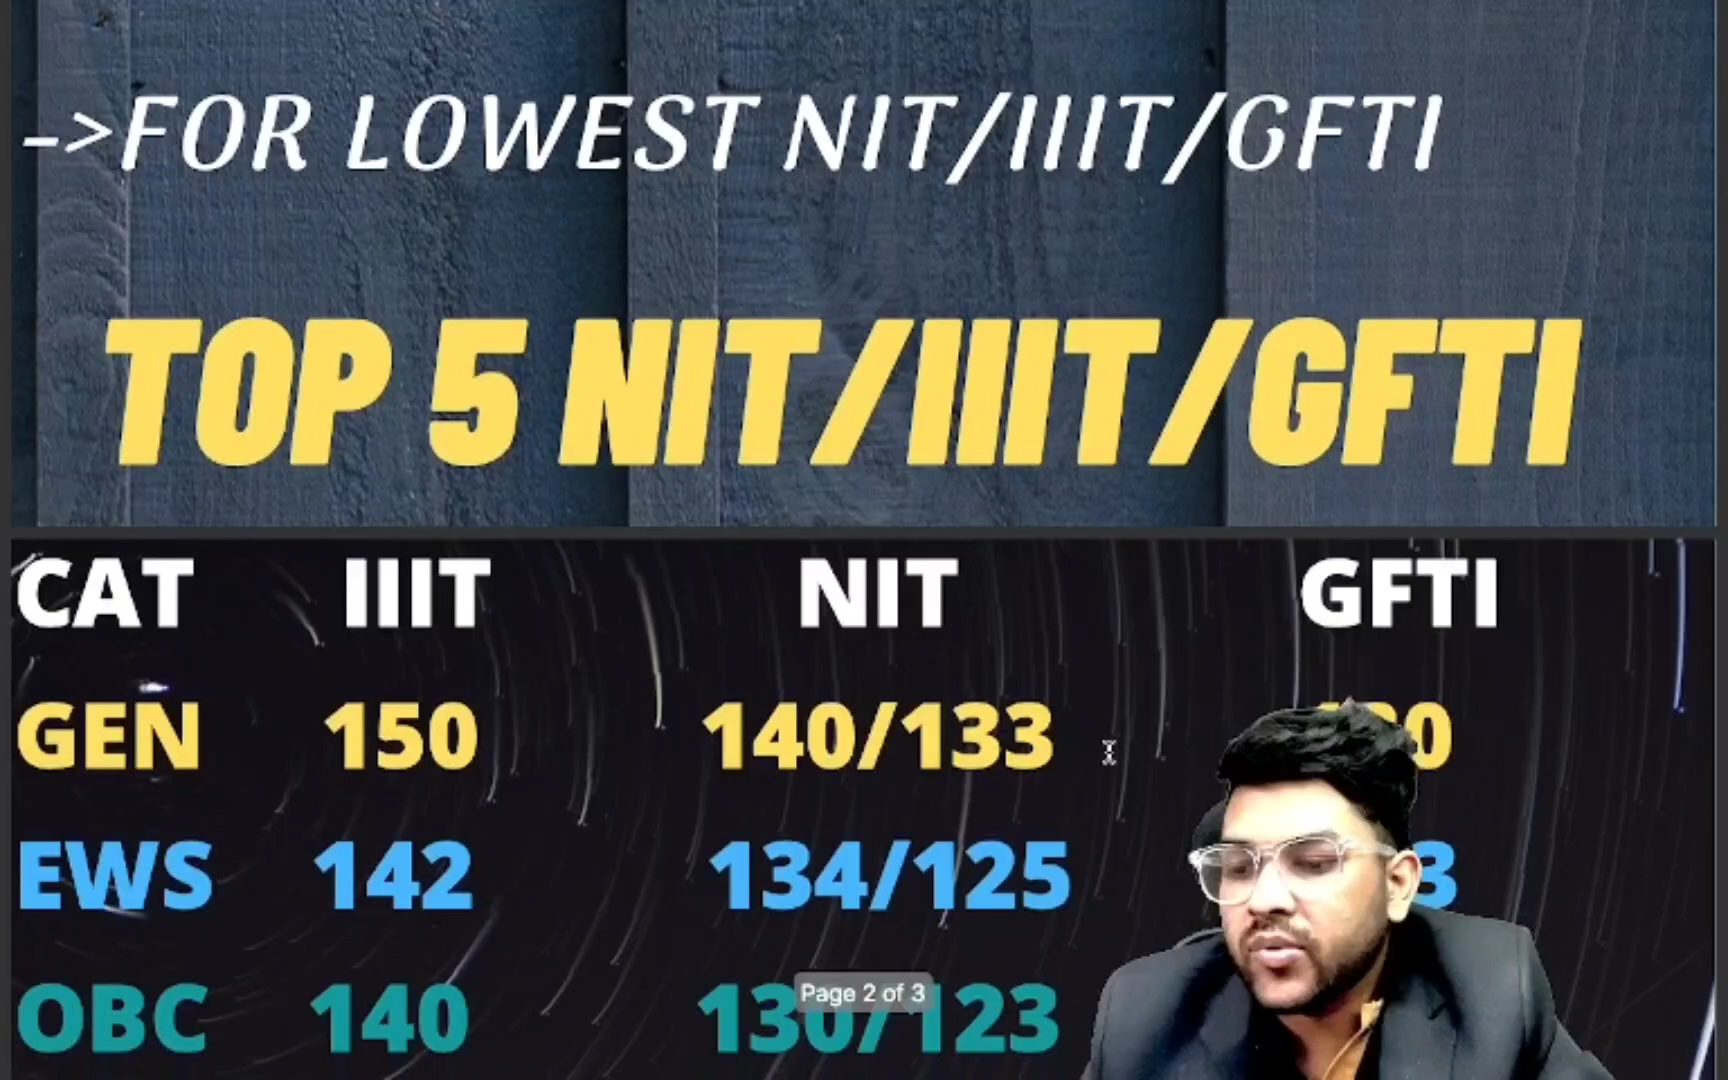 ->FOR LOWEST NIT/IIIT/GFTI
TOP 5 NIT/IIIT/GFTI
CAT IIIT NIT GFTI
GEN 150 140/133
EWS 142 134/125
OBC 140 130/123
Page 2 of 3